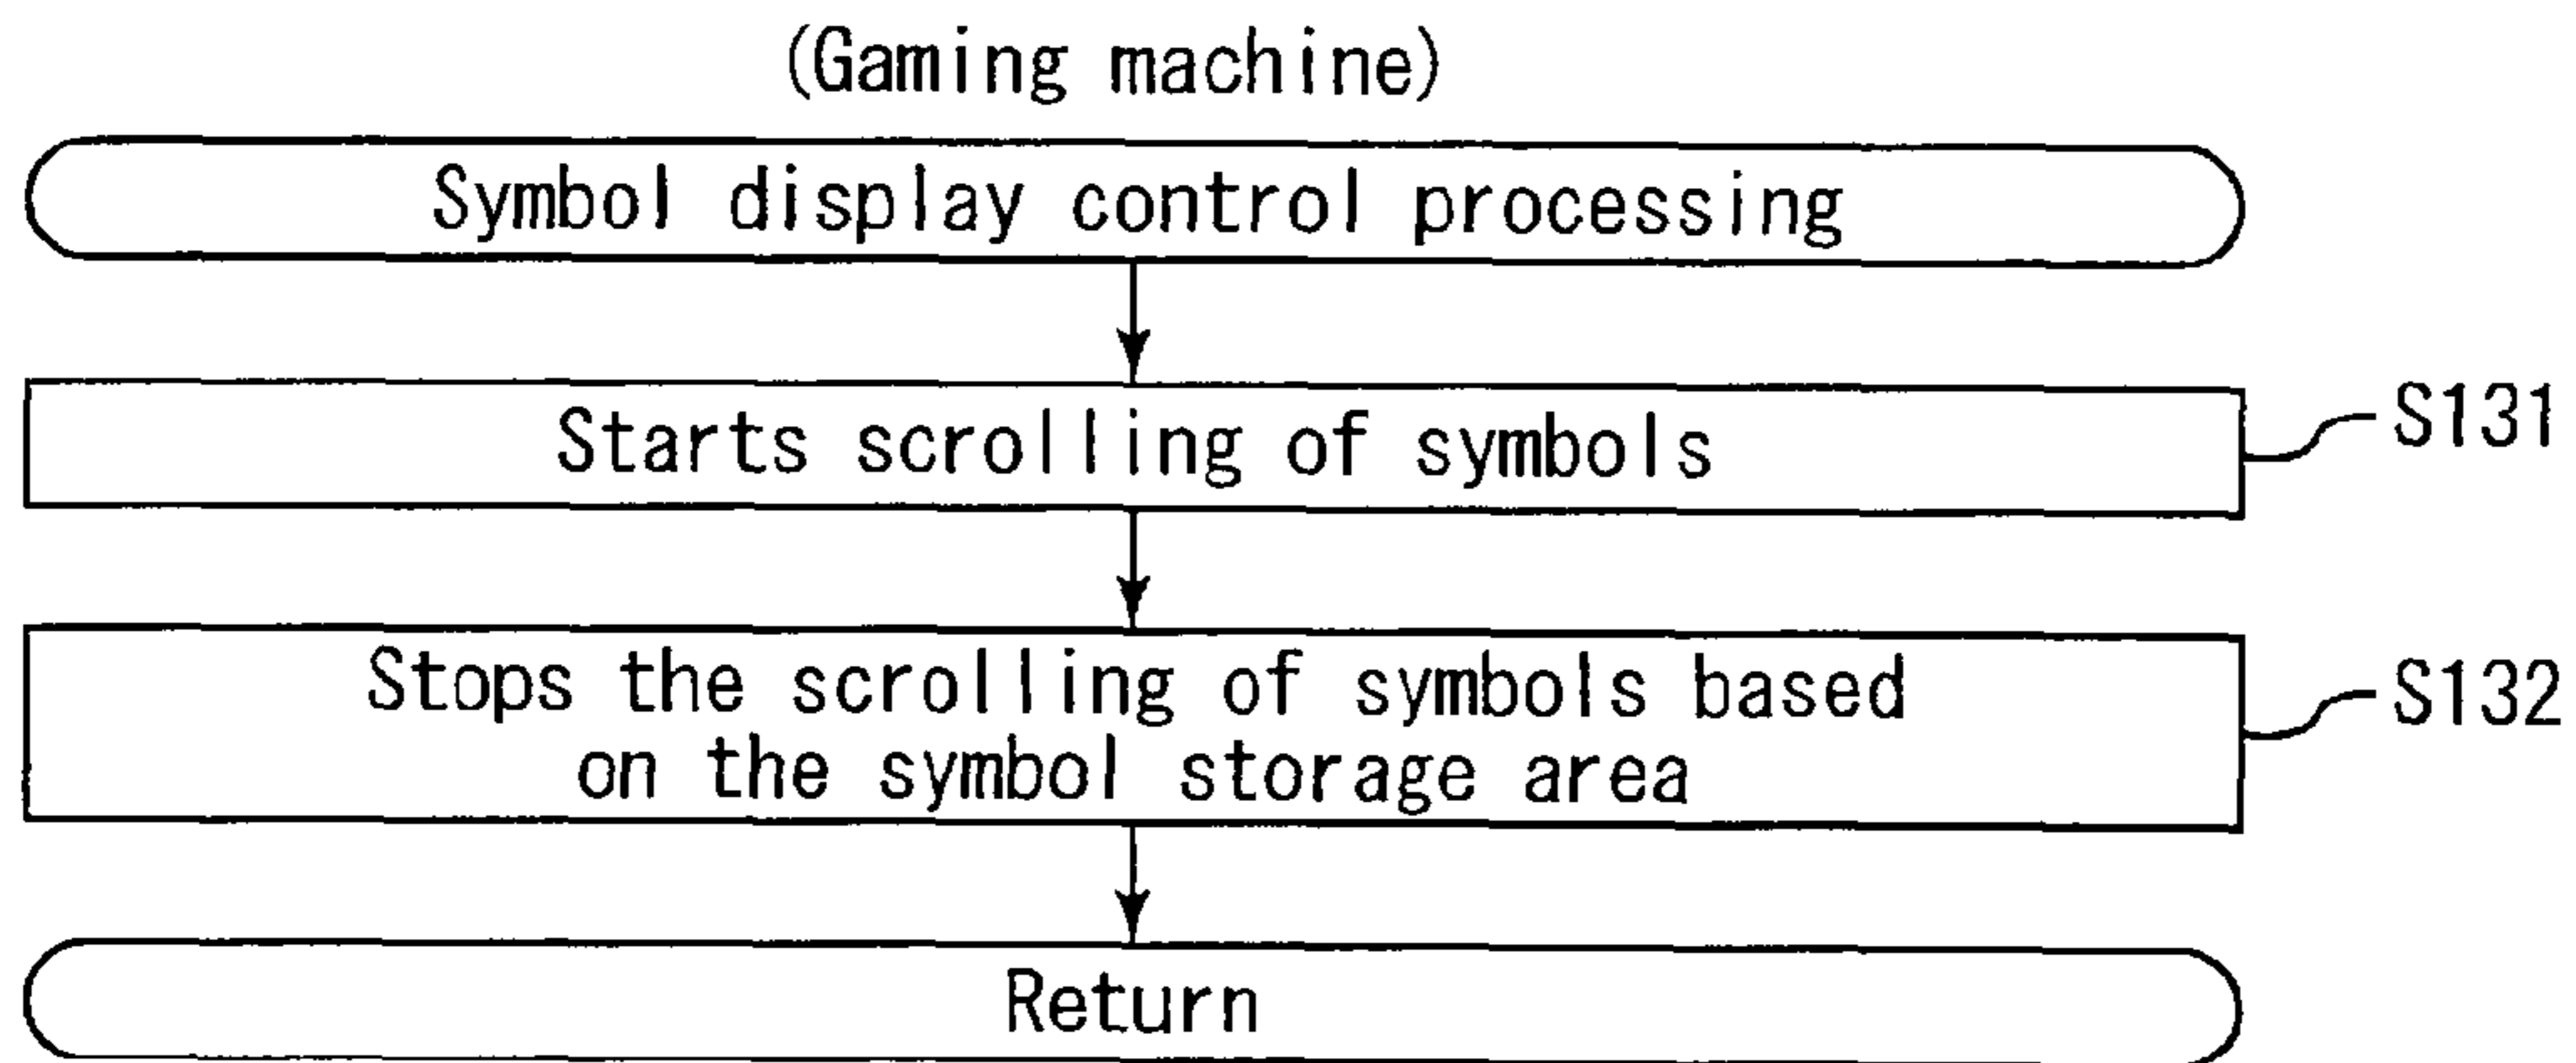 (Gaming machine)
Symbol display control processing
Starts scrolling of symbols
S131
Stops the scrolling of symbols based
on the symbol storage area
S132
Return